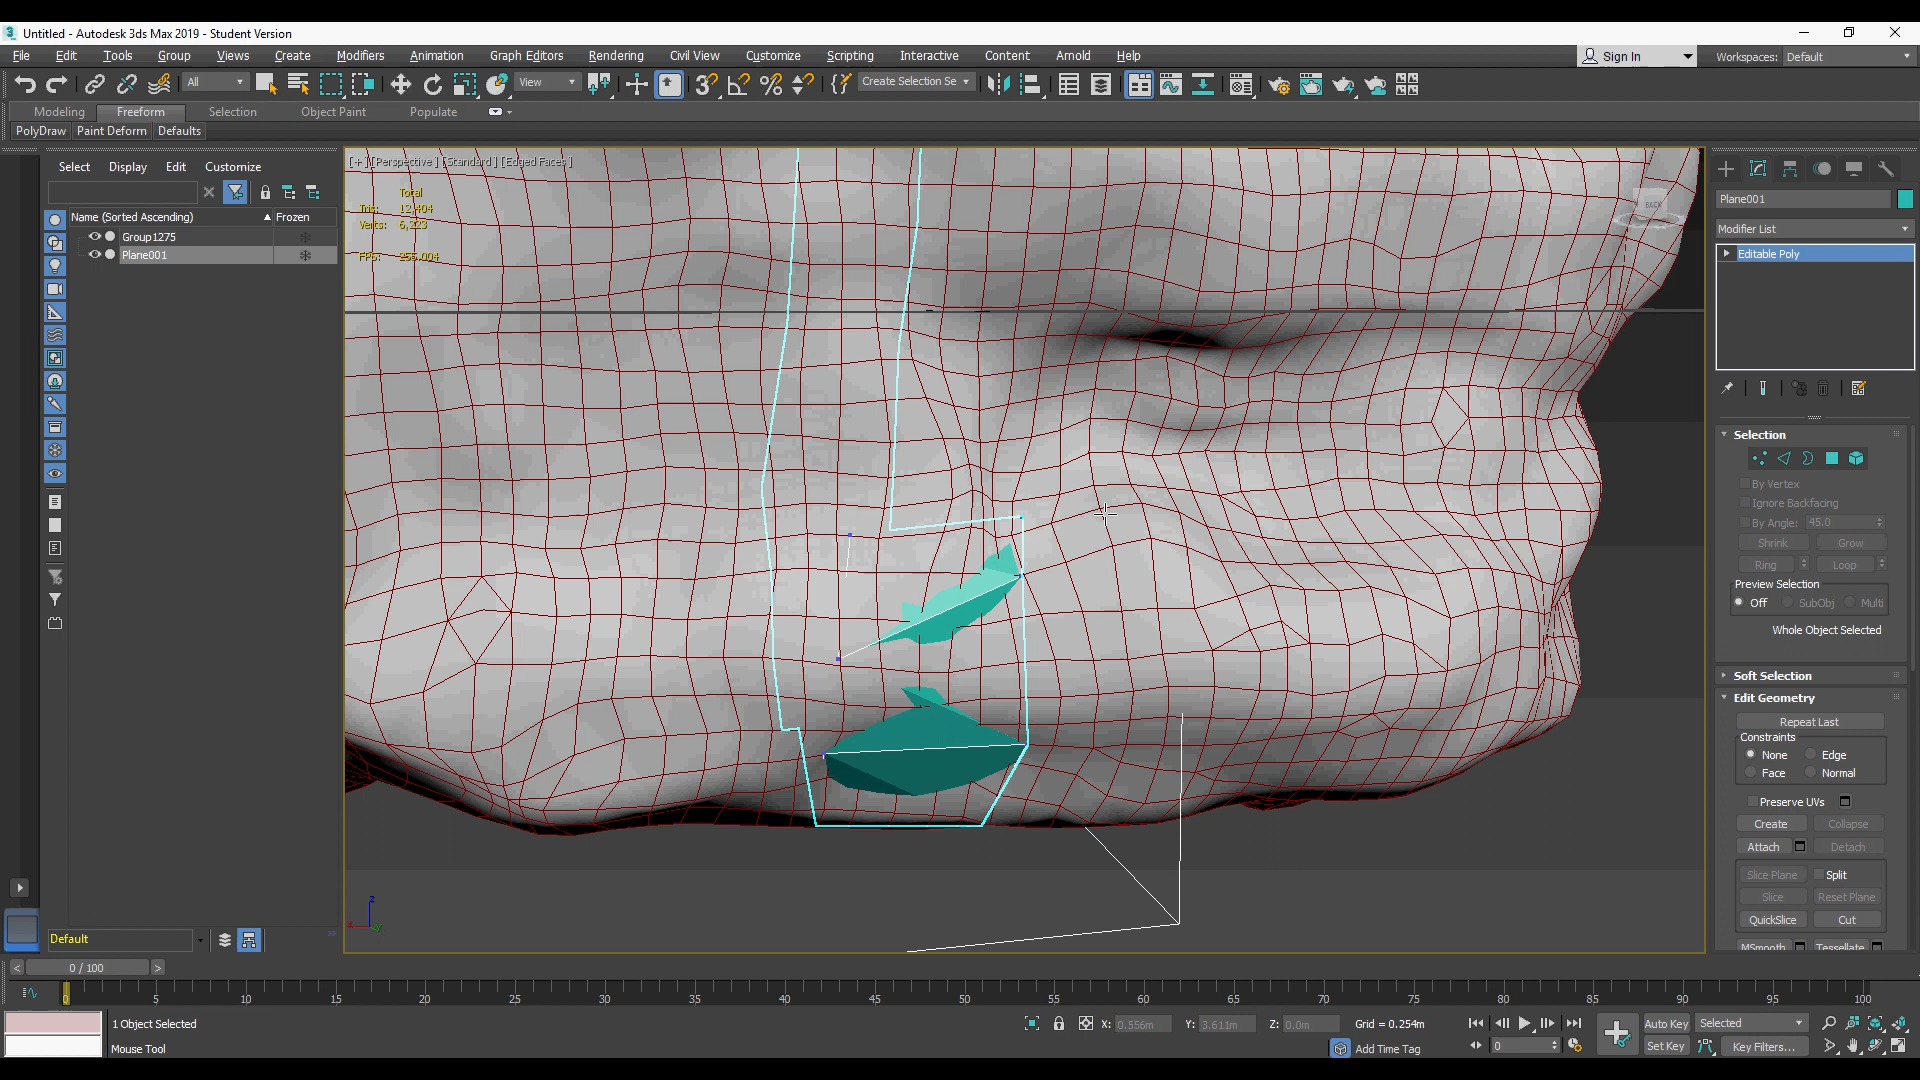 Untitled - Autodesk 3ds Max 2019 - Student Version
File Edit Tools Group Views Create Modifiers Animation Graph Editors Rendering Civil View Customize Scripting Interactive Content Arnold Help
Sign In Workspaces: Default
All View Create Selection Se
Modeling Freeform Selection Object Paint Populate
PolyDraw Paint Deform Defaults
Select Display Edit Customize
Name (Sorted Ascending) Frozen
Group1275
Plane001
[+] [Perspective] [Standard] [Edged Faces]
Total
Tris: 12,404
Verts: 6,223
FPS: 255.004
BACK
Plane001
Modifier List
Editable Poly
Selection
By Vertex
Ignore Backfacing
By Angle: 45.0
Shrink Grow
Ring Loop
Preview Selection
Off SubObj Multi
Whole Object Selected
Soft Selection
Edit Geometry
Repeat Last
Constraints
None Edge
Face Normal
Preserve UVs
Create Collapse
Attach Detach
Slice Plane Split
Slice Reset Plane
QuickSlice Cut
MSmooth Tessellate
z
x
y
Default
< 0 / 100 >
0 5 10 15 20 25 30 35 40 45 50 55 60 65 70 75 80 85 90 95 100
1 Object Selected X: 0.556m Y: 3.611m Z: 0.0m Grid = 0.254m Auto Key Selected
Mouse Tool Add Time Tag 0 Set Key Key Filters...